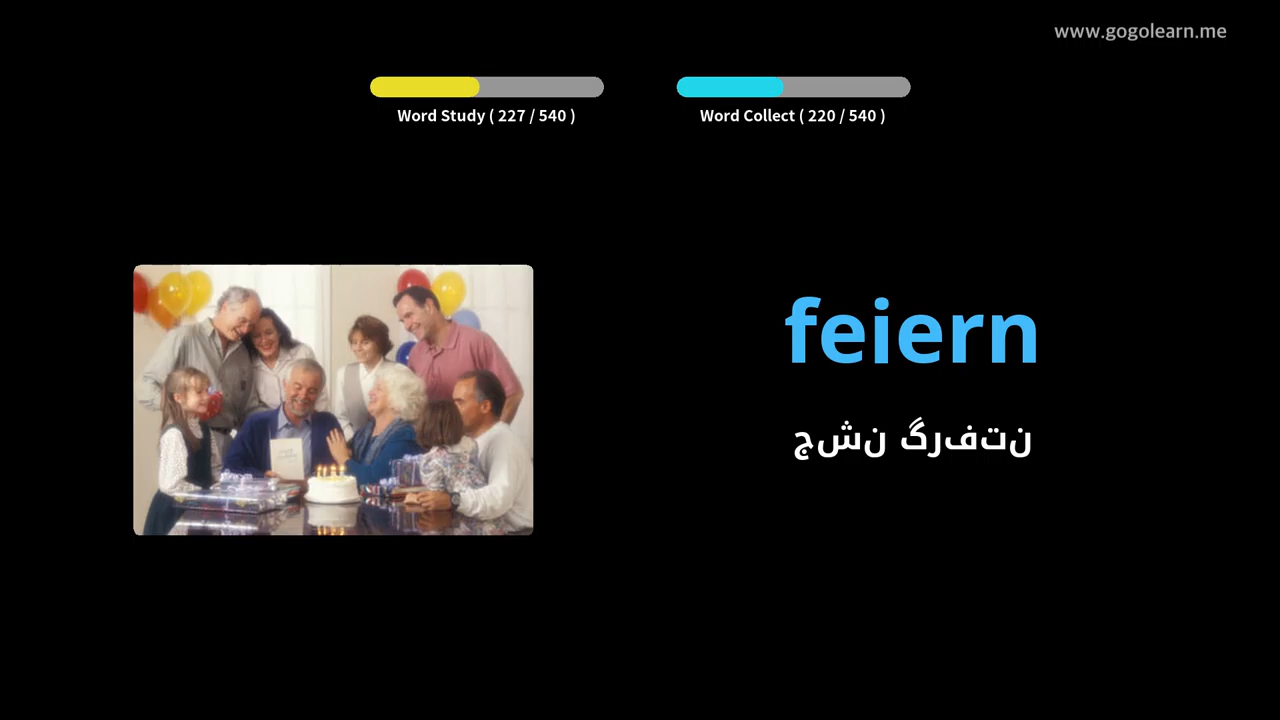 www.gogolearn.me
Word Study ( 227 / 540 )
Word Collect ( 220 / 540 )
feiern
جشن گرفتن